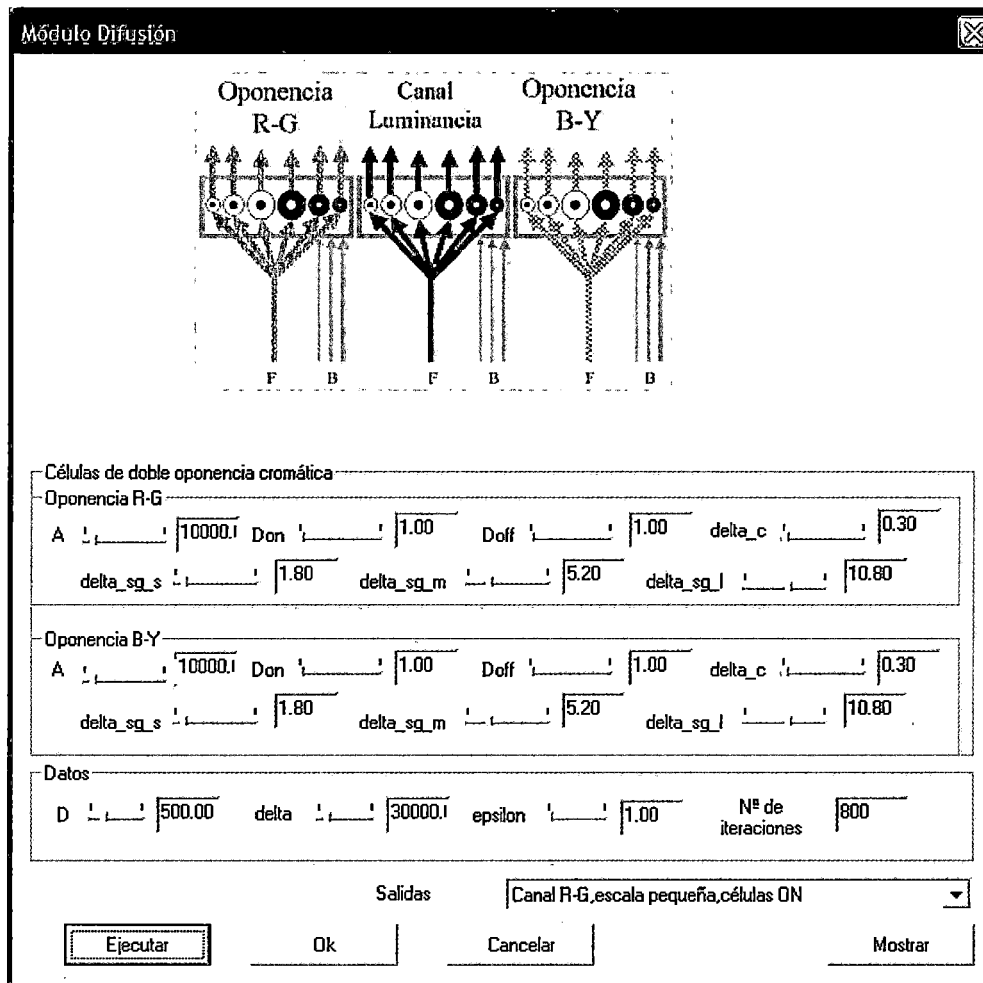 Módulo Difusión
Oponencia R-G
Canal Luminancia
Oponencia B-Y
F B F B F B
Células de doble oponencia cromática
Oponencia R-G
A 10000.( Don 1.00 Doff 1.00 delta_c 0.30
delta_sg_s 1.80 delta_sg_m 5.20 delta_sg_l 10.80
Oponencia B-Y
A 10000.( Don 1.00 Doff 1.00 delta_c 0.30
delta_sg_s 1.80 delta_sg_m 5.20 delta_sg_l 10.80
Datos
D 500.00 delta 30000.( epsilon 1.00 Nº de iteraciones 800
Salidas Canal R-G,escala pequeña,células ON
Ejecutar Ok Cancelar Mostrar